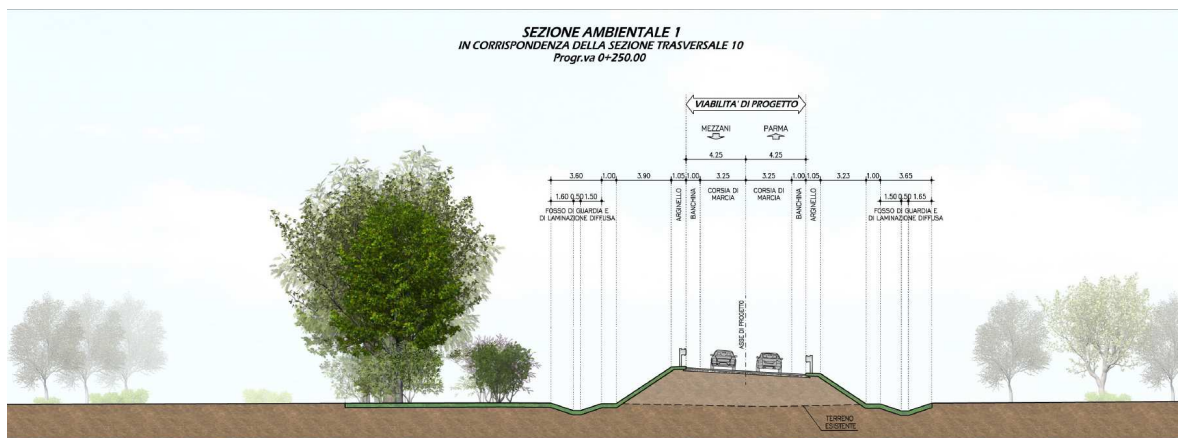 SEZIONE AMBIENTALE 1
IN CORRISPONDENZA DELLA SEZIONE TRASVERSALE 10
Progr.va 0+250.00
VIABILITA' DI PROGETTO
MEZZANI PARMA
4.25 4.25
3.60 1.00 3.90 1.05 1.00 3.25 3.25 1.00 1.05 3.23 1.00 3.65
1.60 0.50 1.50 ARGINELLO BANCHINA CORSIA DI CORSIA DI BANCHINA ARGINELLO 1.50 0.50 1.65
MARCIA MARCIA
FOSSO DI GUARDIA E FOSSO DI GUARDIA E
DI LAMINAZIONE DIFFUSA DI LAMINAZIONE DIFFUSA
ASSE DI PROGETTO
TERRENO
ESISTENTE